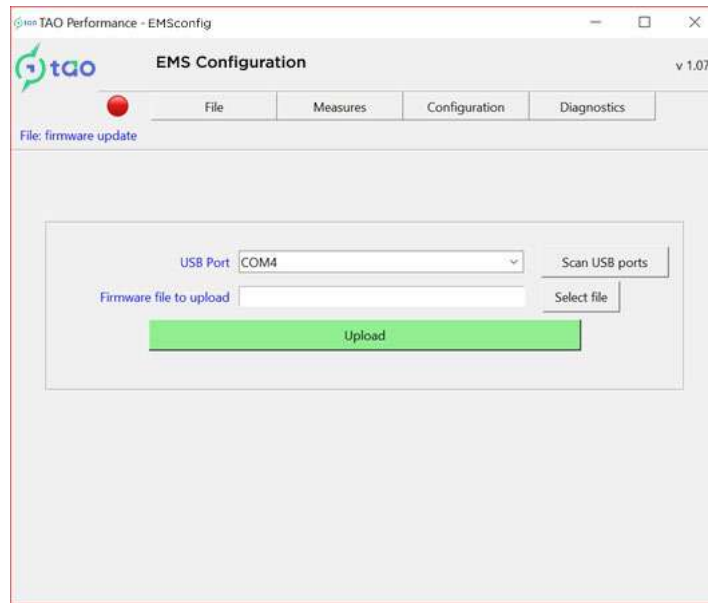 TAO Performance - EMSconfig
tao
EMS Configuration
v 1.07
File
Measures
Configuration
Diagnostics
File: firmware update
USB Port COM4
Scan USB ports
Firmware file to upload
Select file
Upload